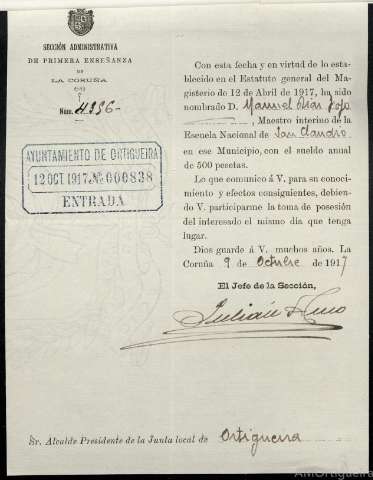 SECCIÓN ADMINISTRATIVA
DE PRIMERA ENSEÑANZA
DE
LA CORUÑA
Núm. 4336-
AYUNTAMIENTO DE ORTIGUEIRA
12 OCT 1917 Nº 000838
ENTRADA
Con esta fecha y en virtud de lo esta-
blecido en el Estatuto general del Ma-
gisterio de 12 de Abril de 1917, ha sido
nombrado D. Manuel Díaz
, Maestro interino de la
Escuela Nacional de San Claudio
en ese Municipio, con el sueldo anual
de 500 pesetas.
Lo que comunico á V. para su conoci-
miento y efectos consiguientes, debien-
do V. participarme la toma de posesión
del interesado el mismo dia que tenga
lugar.
Dios guarde á V. muchos años. La
Coruña 9 de Octubre de 1917
El Jefe de la Sección,
Julián
Sr. Alcalde Presidente de la Junta local de Ortigueira
AMOrtigueira